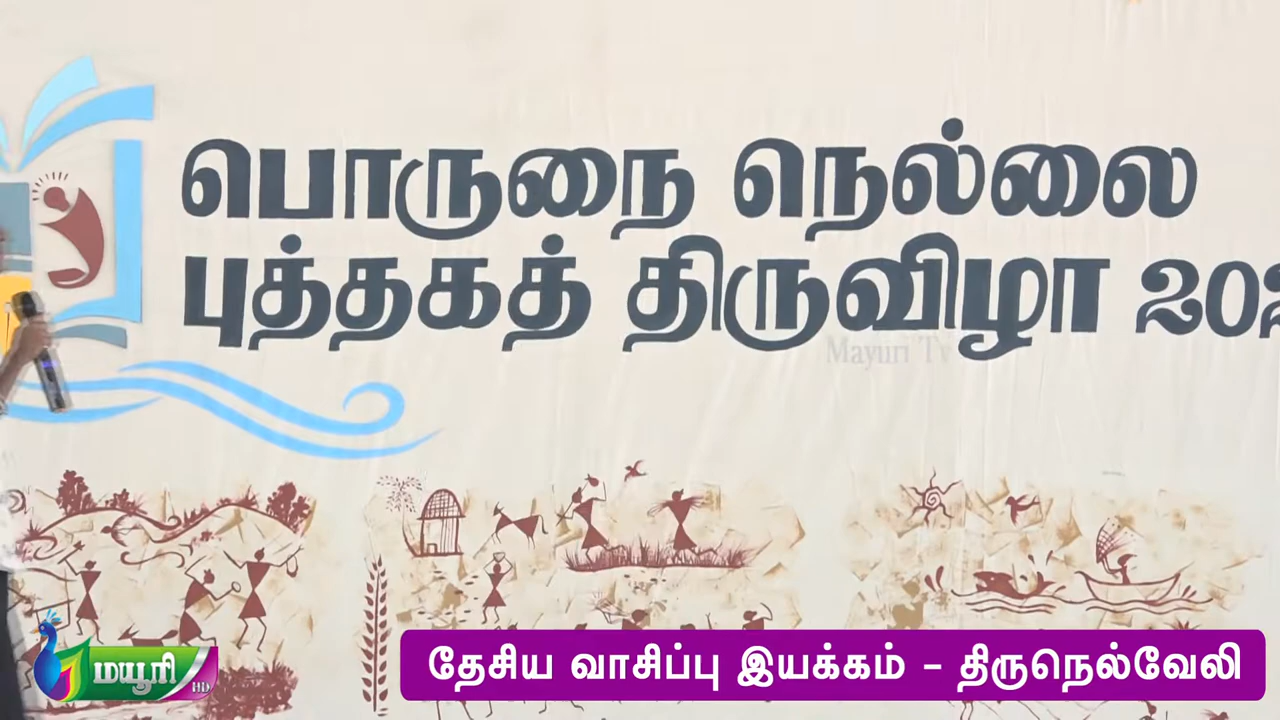 பொருநை நெல்லை
புத்தகத் திருவிழா 202
Mayuri Tv
மயூரி
HD
தேசிய வாசிப்பு இயக்கம் - திருநெல்வேலி